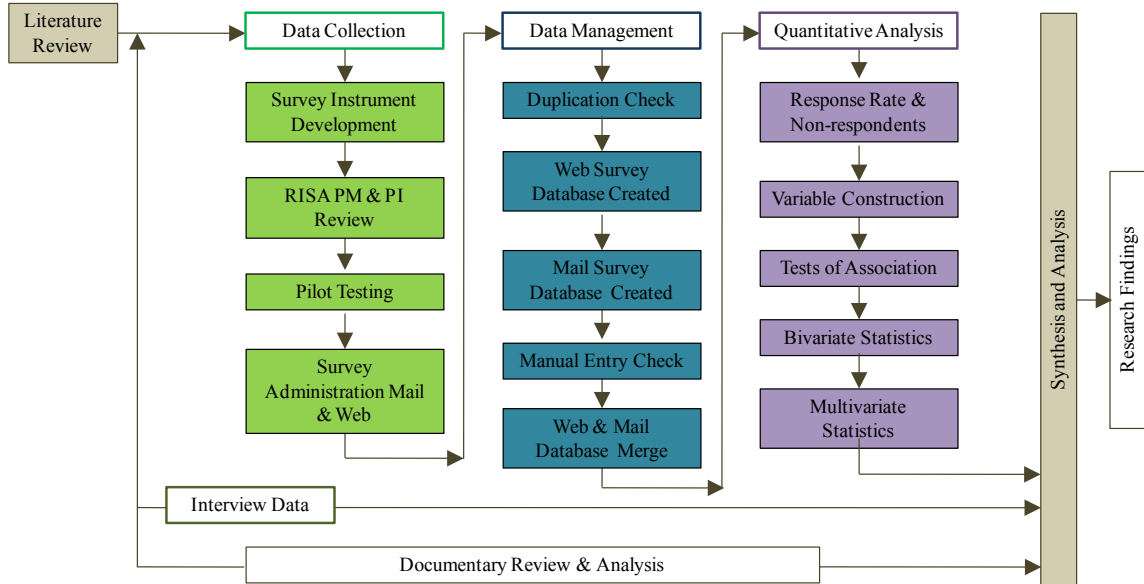 Literature
Review
Data Collection
Survey Instrument
Development
RISA PM & PI
Review
Pilot Testing
Survey
Administration Mail
& Web
Data Management
Duplication Check
Web Survey
Database Created
Mail Survey
Database Created
Manual Entry Check
Web & Mail
Database Merge
Quantitative Analysis
Response Rate &
Non-respondents
Variable Construction
Tests of Association
Bivariate Statistics
Multivariate
Statistics
Interview Data
Documentary Review & Analysis
Synthesis and Analysis
Research Findings